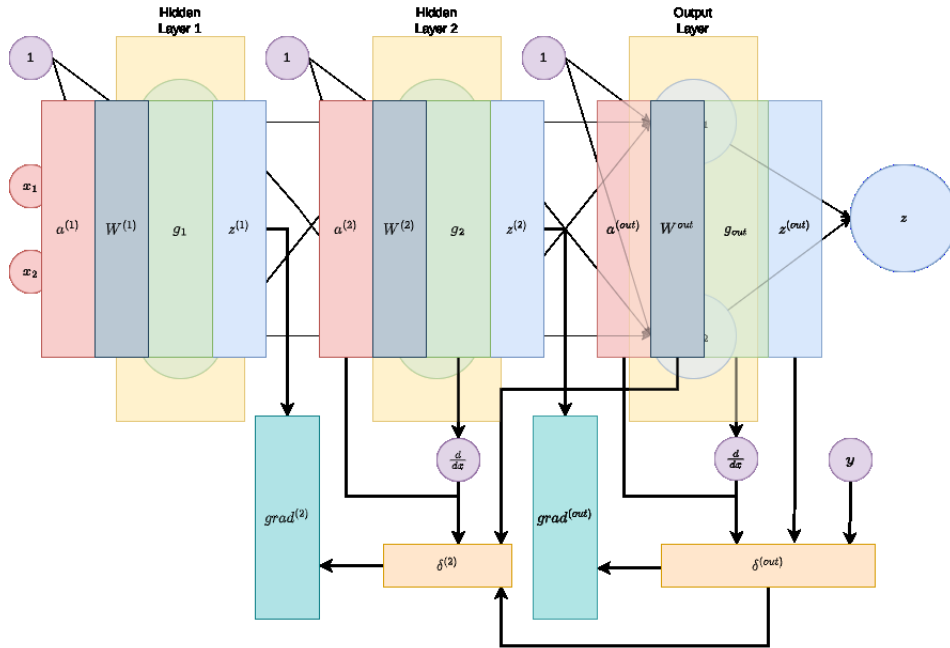 Hidden
Layer 1
Hidden
Layer 2
Output
Layer
1
1
1
x₁
x₂
a⁽¹⁾
W⁽¹⁾
g₁
z⁽¹⁾
a⁽²⁾
W⁽²⁾
g₂
z⁽²⁾
a⁽ᵒᵘᵗ⁾
Wᵒᵘᵗ
g_out
z⁽ᵒᵘᵗ⁾
z
d/dx
d/dx
y
grad⁽²⁾
grad⁽ᵒᵘᵗ⁾
δ⁽²⁾
δ⁽ᵒᵘᵗ⁾